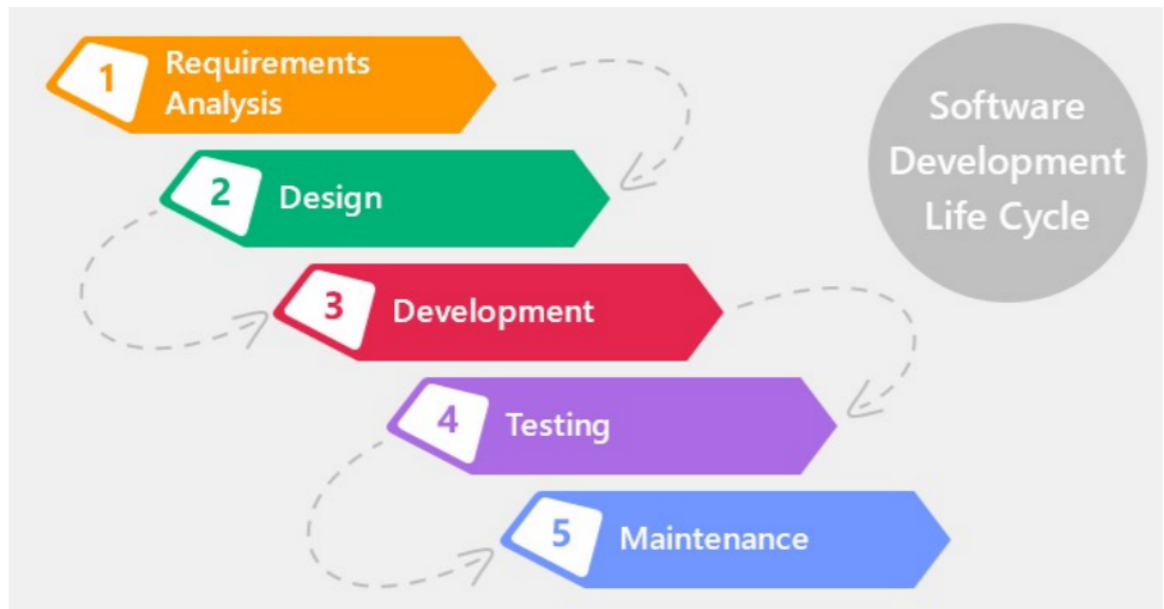 1
Requirements
Analysis
2
Design
3
Development
4
Testing
5
Maintenance
Software
Development
Life Cycle